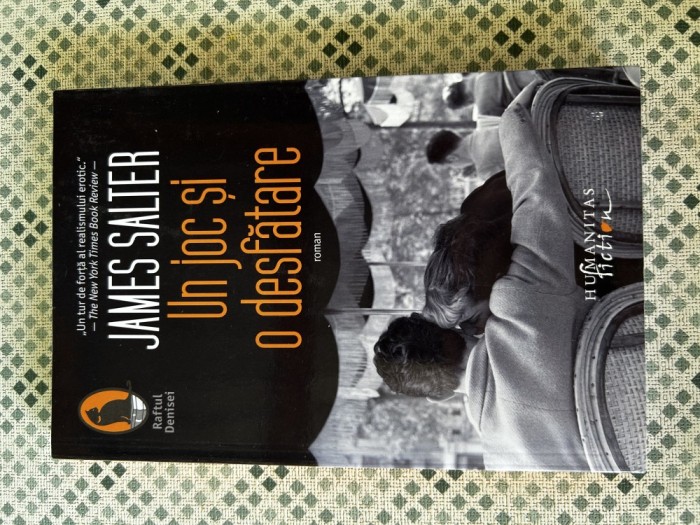 „Un tur de forță al realismului erotic.“
— The New York Times Book Review —
JAMES SALTER
Un joc și
o desfătare
roman
Raftul
Denisei
HUMANITAS
fiction